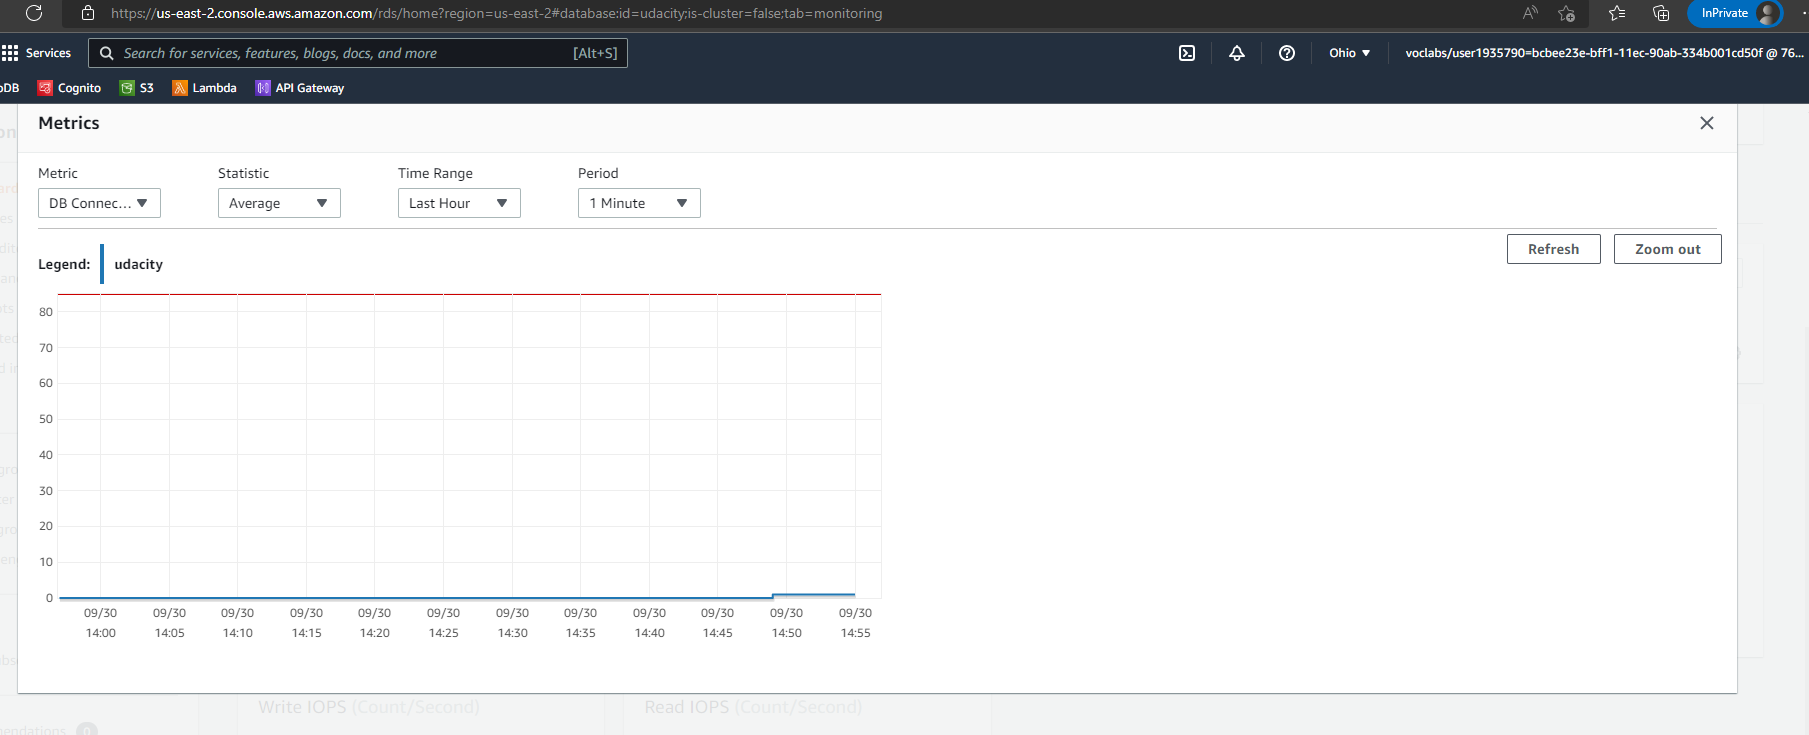 https://us-east-2.console.aws.amazon.com/rds/home?region=us-east-2#database:id=udacity;is-cluster=false;tab=monitoring
InPrivate
Services
Search for services, features, blogs, docs, and more
[Alt+S]
Ohio
voclabs/user1935790=bcbee23e-bff1-11ec-90ab-334b001cd50f @ 76...
oDB
Cognito
S3
Lambda
API Gateway
Metrics
Metric
Statistic
Time Range
Period
DB Connec...
Average
Last Hour
1 Minute
Refresh
Zoom out
Legend:
udacity
80
70
60
50
40
30
20
10
0
09/30 14:00
09/30 14:05
09/30 14:10
09/30 14:15
09/30 14:20
09/30 14:25
09/30 14:30
09/30 14:35
09/30 14:40
09/30 14:45
09/30 14:50
09/30 14:55
Write IOPS (Count/Second)
Read IOPS (Count/Second)
endations
0